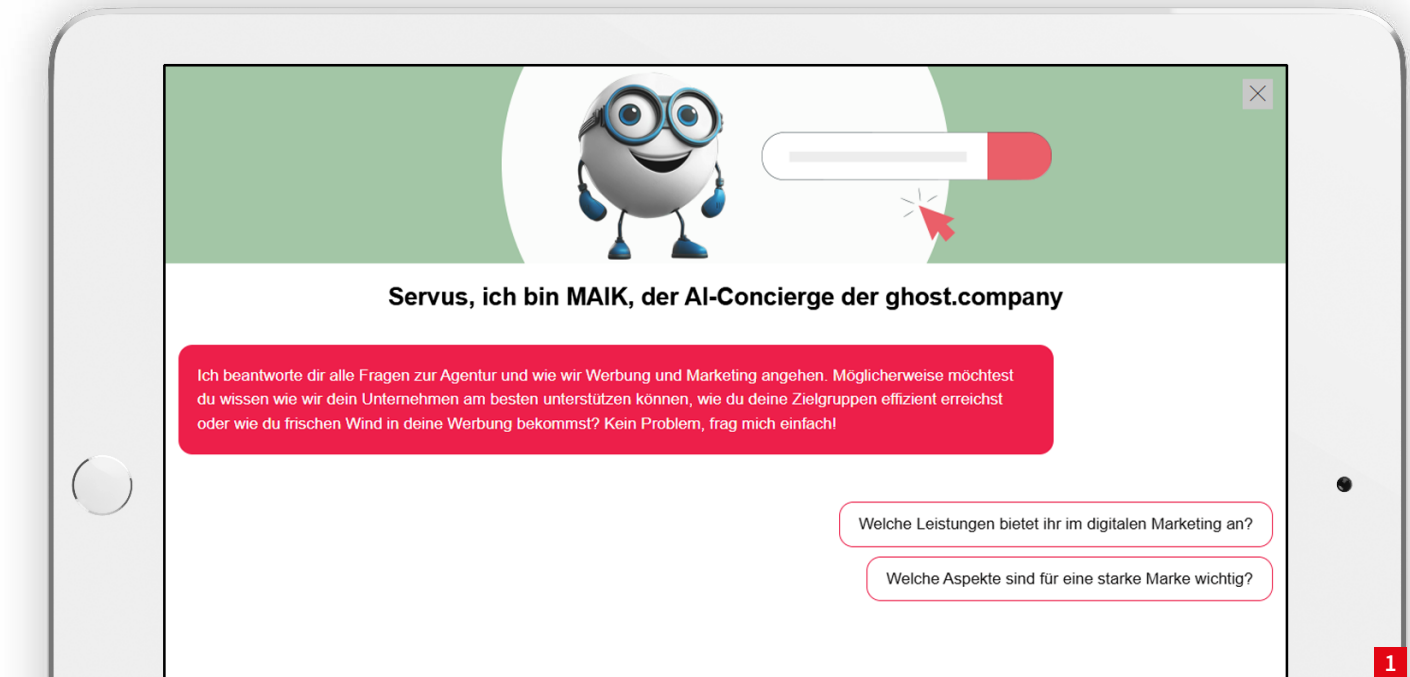 Servus, ich bin MAIK, der AI-Concierge der ghost.company
Ich beantworte dir alle Fragen zur Agentur und wie wir Werbung und Marketing angehen. Möglicherweise möchtest
du wissen wie wir dein Unternehmen am besten unterstützen können, wie du deine Zielgruppen effizient erreichst
oder wie du frischen Wind in deine Werbung bekommst? Kein Problem, frag mich einfach!
Welche Leistungen bietet ihr im digitalen Marketing an?
Welche Aspekte sind für eine starke Marke wichtig?
1